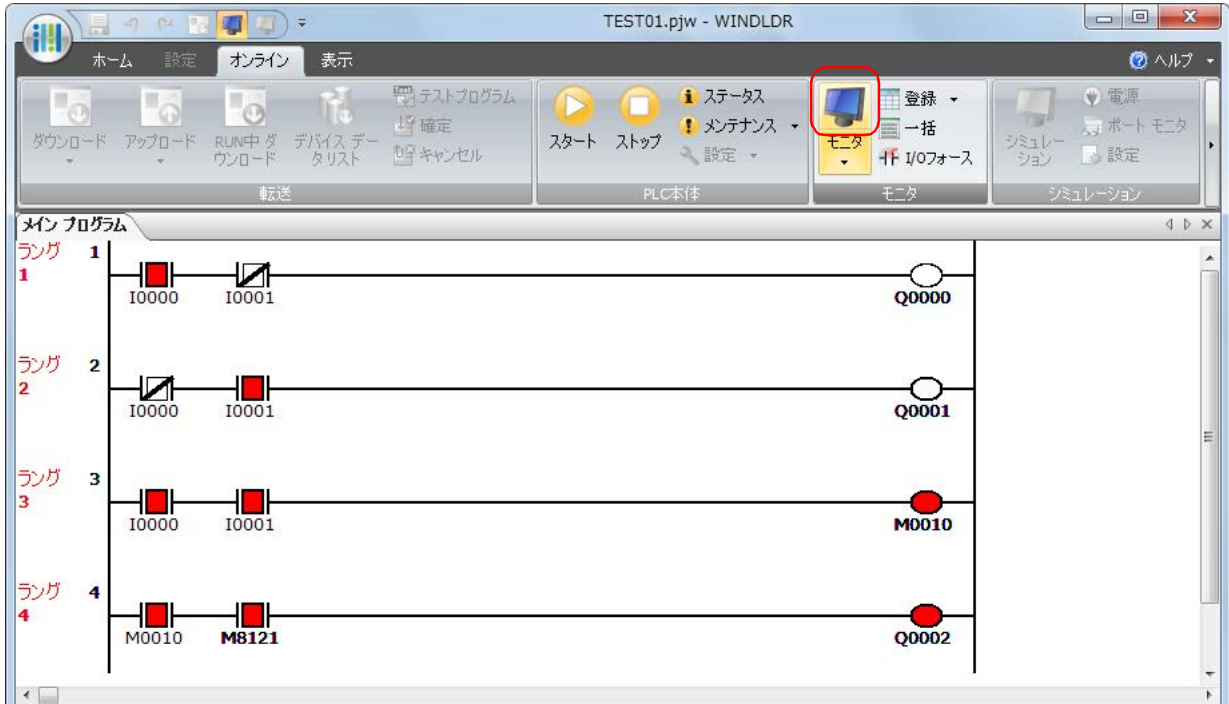 TEST01.pjw - WINDLDR
ホーム 設定 オンライン 表示 ヘルプ
ダウンロード アップロード RUN中 ダウンロード デバイス データリスト
テストプログラム
確定
キャンセル
転送
スタート ストップ
ステータス
メンテナンス
設定
PLC本体
モニタ
登録
一括
I/Oフォース
モニタ
シミュレーション
電源
ポート モニタ
設定
シミュレーション
メイン プログラム
ラング 1
1
I0000 I0001 Q0000
ラング 2
2
I0000 I0001 Q0001
ラング 3
3
I0000 I0001 M0010
ラング 4
4
M0010 M8121 Q0002